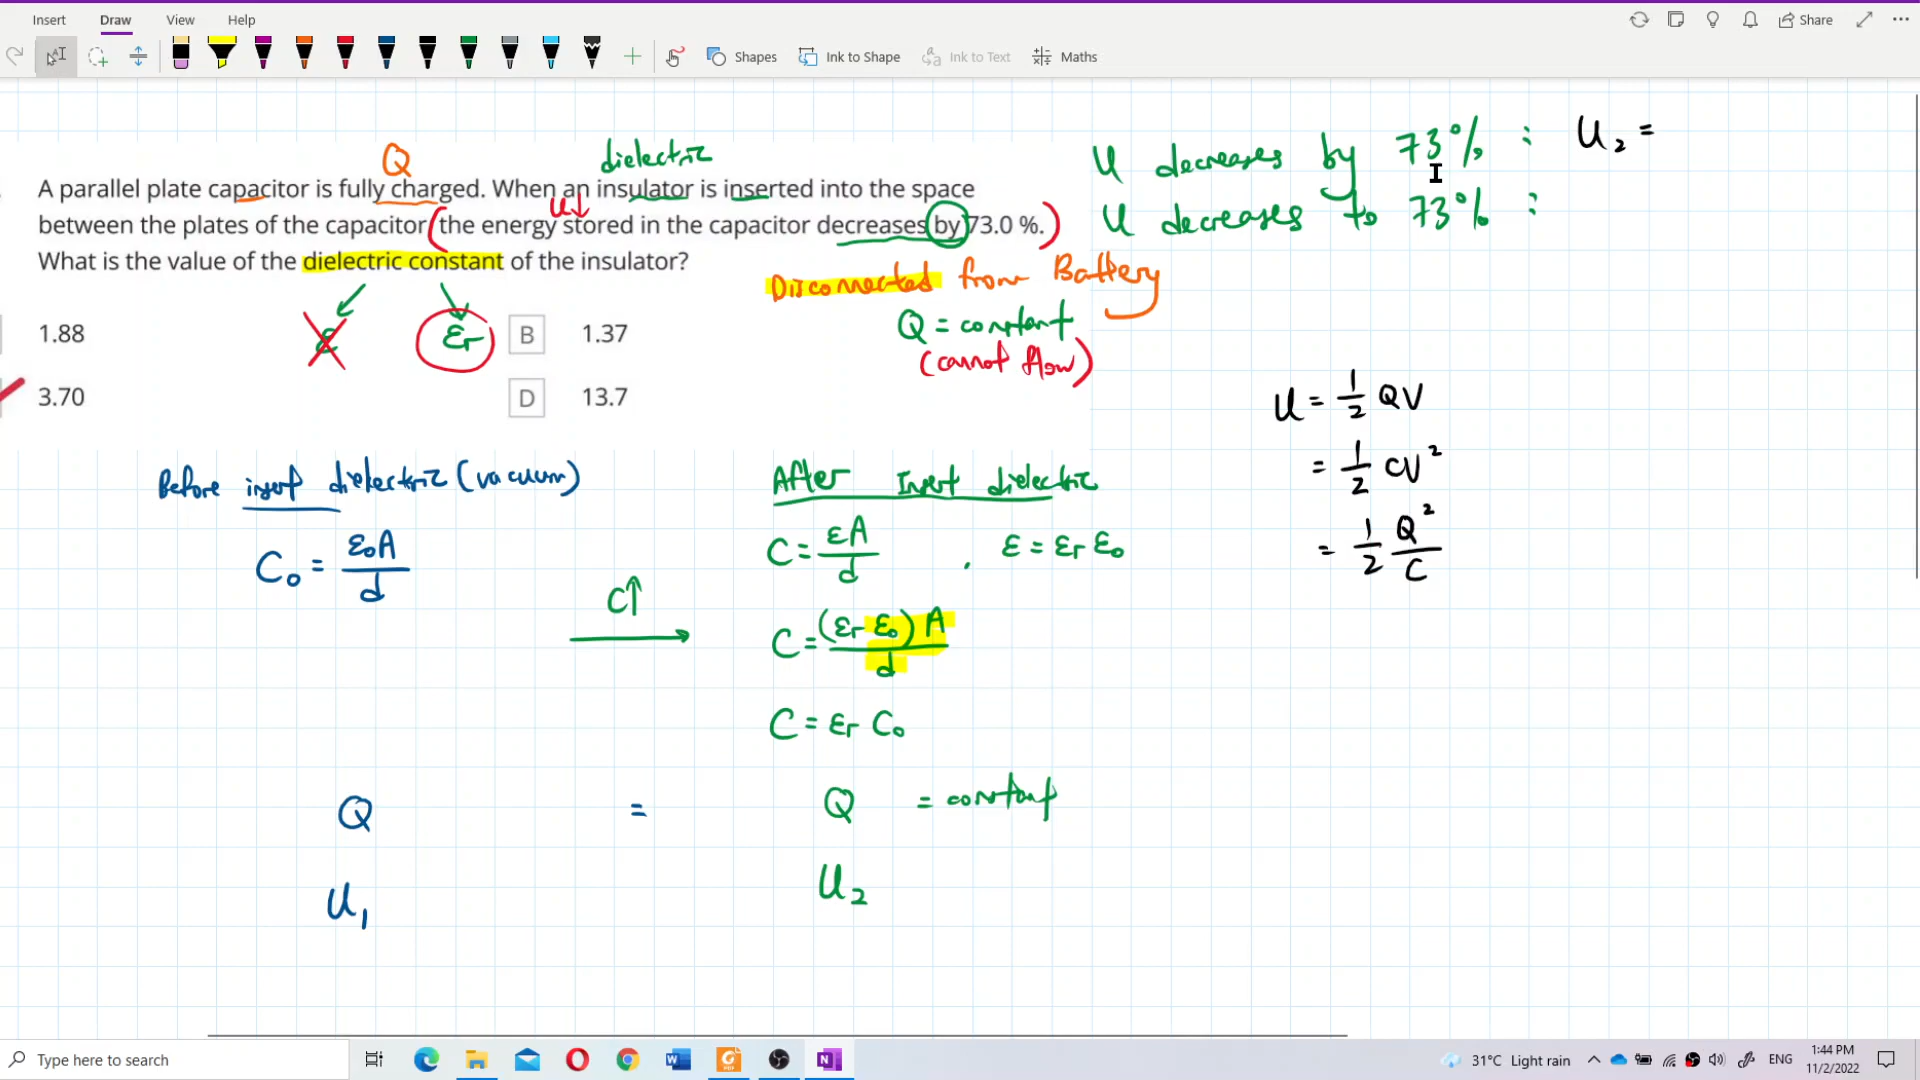 Insert Draw View Help
Share
Shapes Ink to Shape Ink to Text Maths
Q
dielectric
A parallel plate capacitor is fully charged. When an insulator is inserted into the space
U↓
between the plates of the capacitor (the energy stored in the capacitor decreases by 73.0 %.)
What is the value of the dielectric constant of the insulator?
ε εr
1.88
B 1.37
3.70
D 13.7
U decreases by 73% : U₂ =
U decreases to 73% :
Disconnected from Battery
Q = constant
(cannot flow)
U = 1/2 QV
= 1/2 CV²
= 1/2 Q²/C
Before insert dielectric (vacuum)
C₀ = ε₀A/d
C↑
After Insert dielectric
C = εA/d , ε = εr ε₀
C = (εr ε₀) A/d
C = εr C₀
Q = Q = constant
U₁ U₂
Type here to search
31°C Light rain
ENG
1:44 PM
11/2/2022